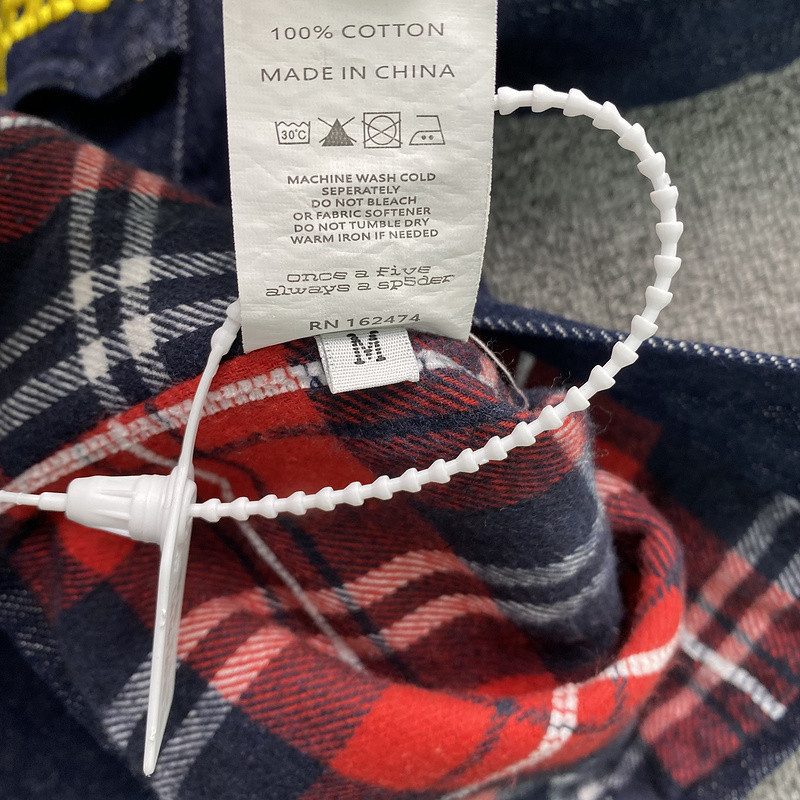 100% COTTON
MADE IN CHINA
30°C
MACHINE WASH COLD
SEPERATELY
DO NOT BLEACH
OR FABRIC SOFTENER
DO NOT TUMBLE DRY
WARM IRON IF NEEDED
once a five
always a sp5der
RN 162474
M